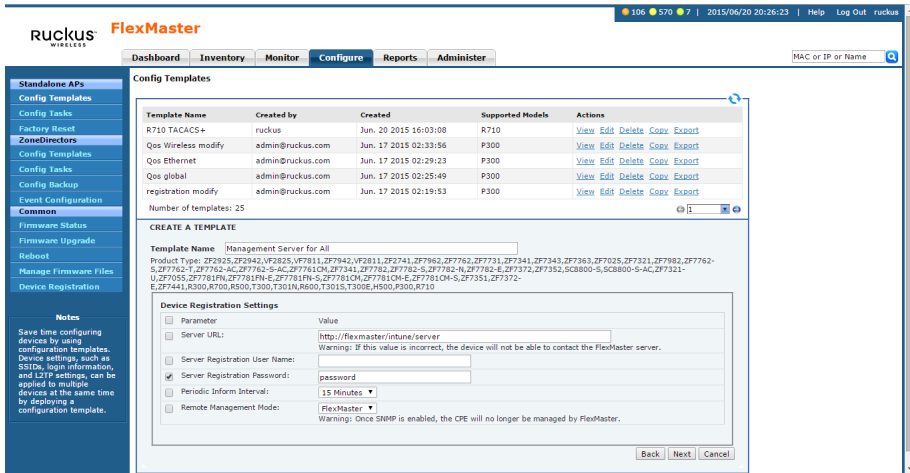 106 570 7 | 2015/06/20 20:26:23 | Help Log Out ruckus
Ruckus WIRELESS FlexMaster
Dashboard Inventory Monitor Configure Reports Administer
MAC or IP or Name
Standalone APs
Config Templates
Config Tasks
Factory Reset
ZoneDirectors
Config Templates
Config Tasks
Config Backup
Event Configuration
Common
Firmware Status
Firmware Upgrade
Reboot
Manage Firmware Files
Device Registration
Notes
Save time configuring
devices by using
configuration templates.
Device settings, such as
SSIDs, login information,
and L2TP settings, can be
applied to multiple
devices at the same time
by deploying a
configuration template.
Config Templates
Template Name Created by Created Supported Models Actions
R710 TACACS+ ruckus Jun. 20 2015 16:03:08 R710 View Edit Delete Copy Export
Qos Wireless modify admin@ruckus.com Jun. 17 2015 02:33:56 P300 View Edit Delete Copy Export
Qos Ethernet admin@ruckus.com Jun. 17 2015 02:29:23 P300 View Edit Delete Copy Export
Qos global admin@ruckus.com Jun. 17 2015 02:25:49 P300 View Edit Delete Copy Export
registration modify admin@ruckus.com Jun. 17 2015 02:19:53 P300 View Edit Delete Copy Export
Number of templates: 25 1
CREATE A TEMPLATE
Template Name Management Server for All
Product Type: ZF2925,ZF2942,VF2825,VF7811,ZF7942,VF2811,ZF2741,ZF7962,ZF7762,ZF7731,ZF7341,ZF7343,ZF7363,ZF7025,ZF7321,ZF7982,ZF7762-
S,ZF7762-T,ZF7762-AC,ZF7762-S-AC,ZF7761CM,ZF7341,ZF7782,ZF7782-S,ZF7782-N,ZF7782-E,ZF7372,ZF7352,SC8800-S,SC8800-S-AC,ZF7321-
U,ZF7055,ZF7781FN,ZF7781FN-E,ZF7781FN-S,ZF7781CM,ZF7781CM-E,ZF7781CM-S,ZF7351,ZF7372-
E,ZF7441,R300,R700,R500,T300,T301N,R600,T301S,T300E,H500,P300,R710
Device Registration Settings
Parameter Value
Server URL: http://flexmaster/intune/server
Warning: If this value is incorrect, the device will not be able to contact the FlexMaster server.
Server Registration User Name:
Server Registration Password: password
Periodic Inform Interval: 15 Minutes
Remote Management Mode: FlexMaster
Warning: Once SNMP is enabled, the CPE will no longer be managed by FlexMaster.
Back Next Cancel